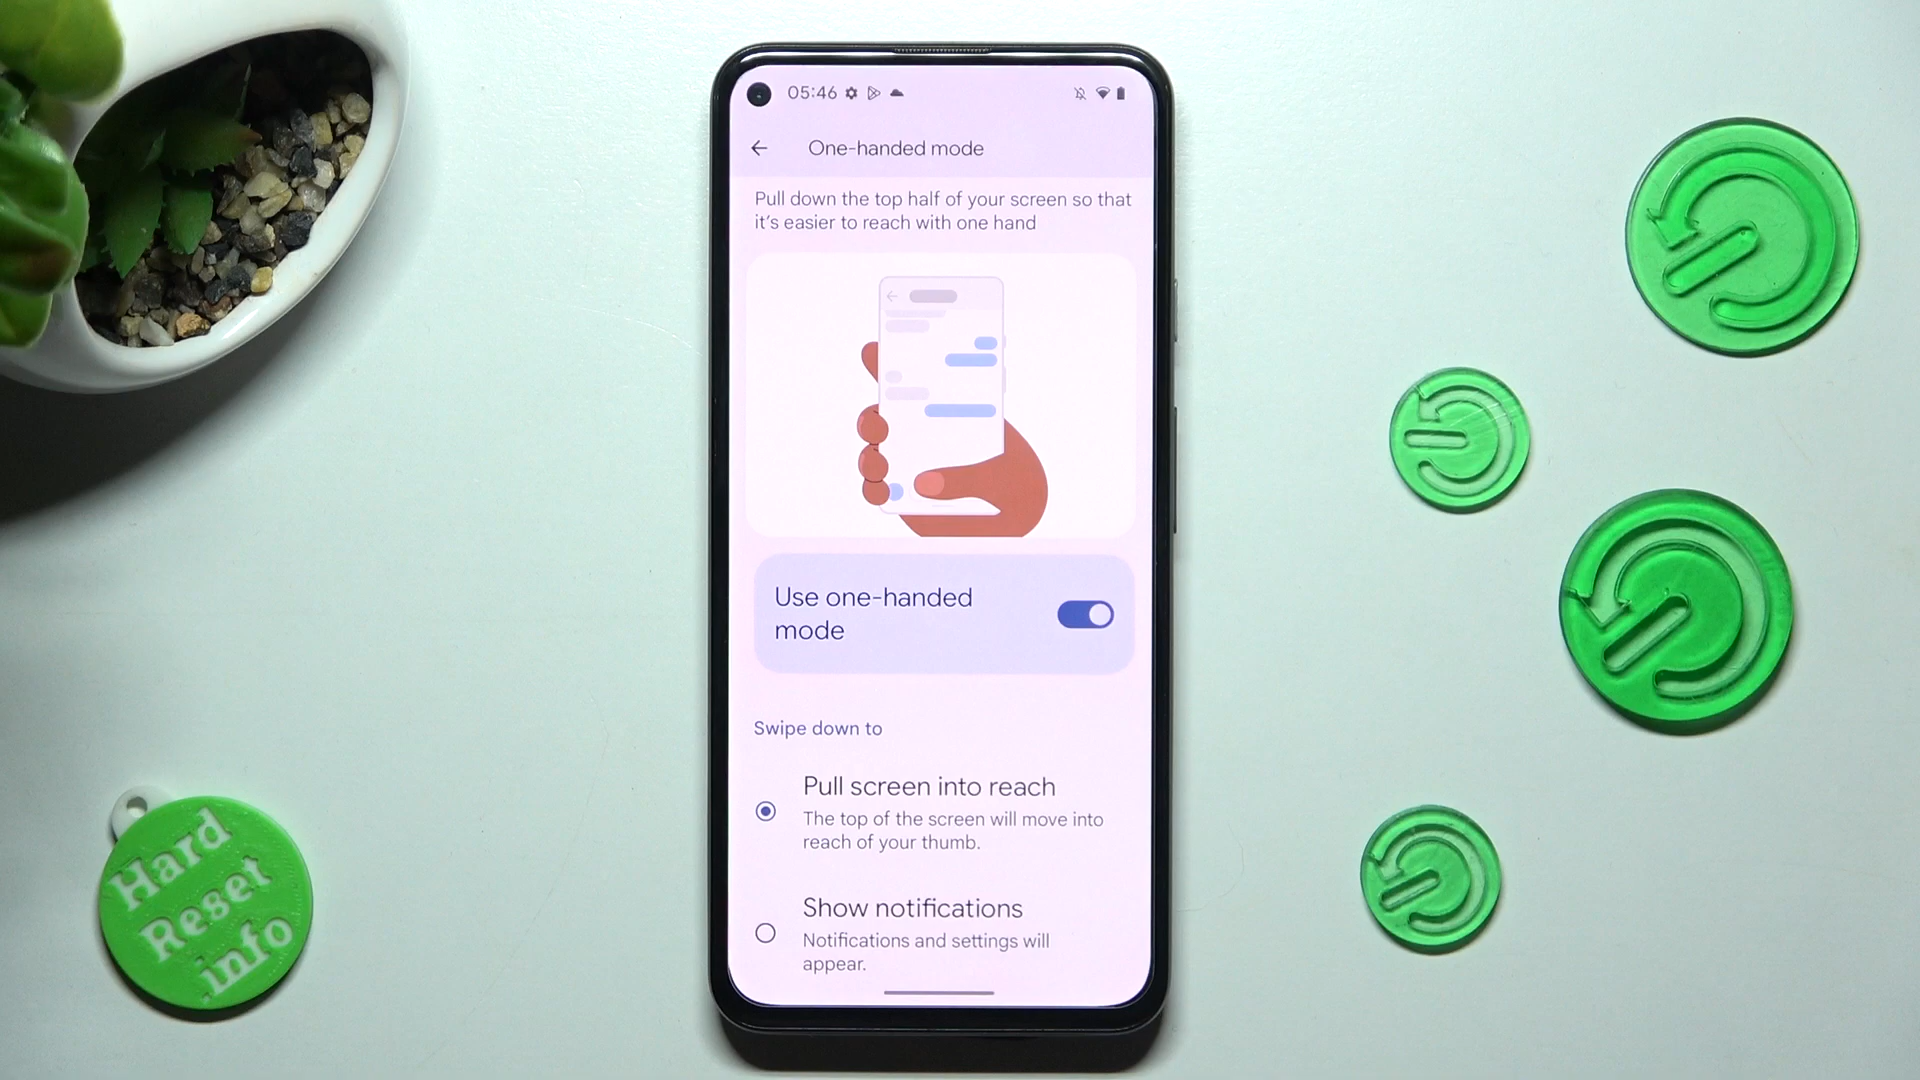 05:46
One-handed mode
Pull down the top half of your screen so that
it's easier to reach with one hand
Use one-handed
mode
Swipe down to
Pull screen into reach
The top of the screen will move into
reach of your thumb.
Show notifications
Notifications and settings will
appear.
Hard
Reset
.info